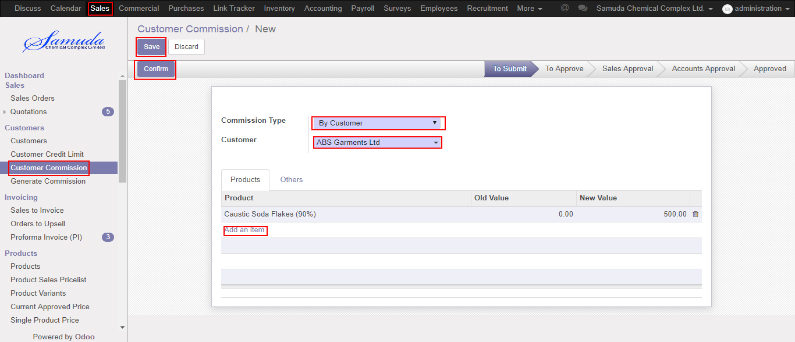 Discuss Calendar Sales Commercial Purchases Link Tracker Inventory Accounting Payroll Surveys Employees Recruitment More Samuda Chemical Complex Ltd. administration
Samuda
Chemical Complex Limited
Dashboard
Sales
Sales Orders
Quotations 5
Customers
Customers
Customer Credit Limit
Customer Commission
Generate Commission
Invoicing
Sales to Invoice
Orders to Upsell
Proforma Invoice (PI) 3
Products
Products
Product Sales Pricelist
Product Variants
Current Approved Price
Single Product Price
Powered by Odoo
Customer Commission / New
Save Discard
Confirm To Submit To Approve Sales Approval Accounts Approval Approved
Commission Type By Customer
Customer ABS Garments Ltd
Products Others
Product Old Value New Value
Caustic Soda Flakes (90%) 0.00 500.00
Add an item